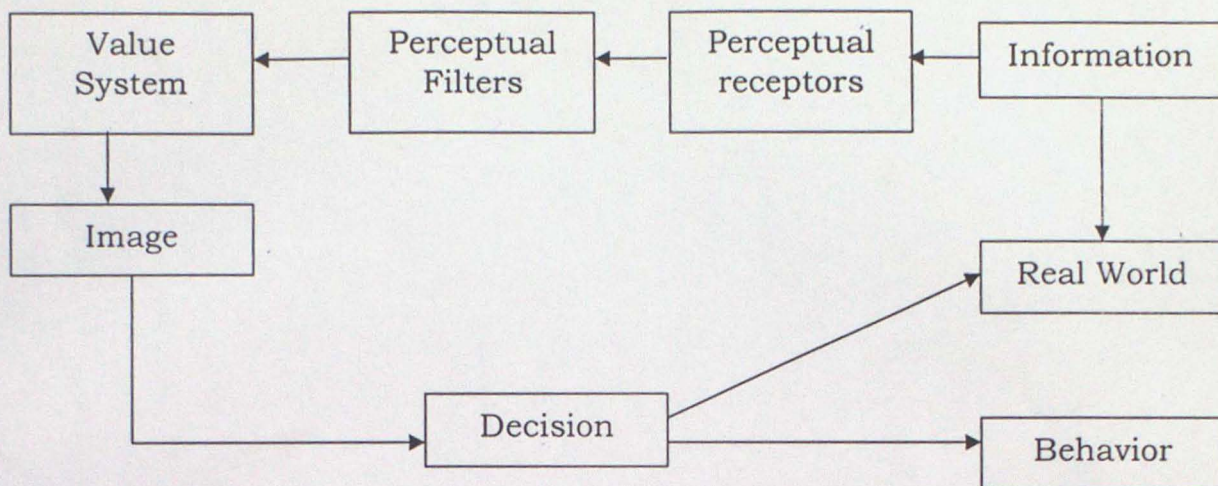 Value
System
Perceptual
Filters
Perceptual
receptors
Information
Image
Real World
Decision
Behavior